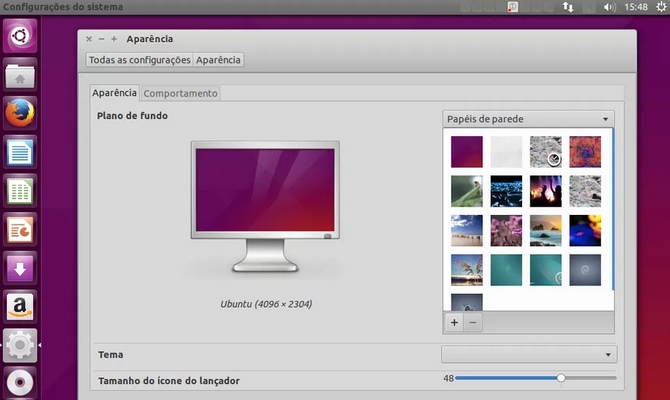 Configurações do sistema
15:48
Aparência
Todas as configurações Aparência
Aparência Comportamento
Plano de fundo
Papéis de parede
Ubuntu (4096 × 2304)
Tema
Tamanho do ícone do lançador
48